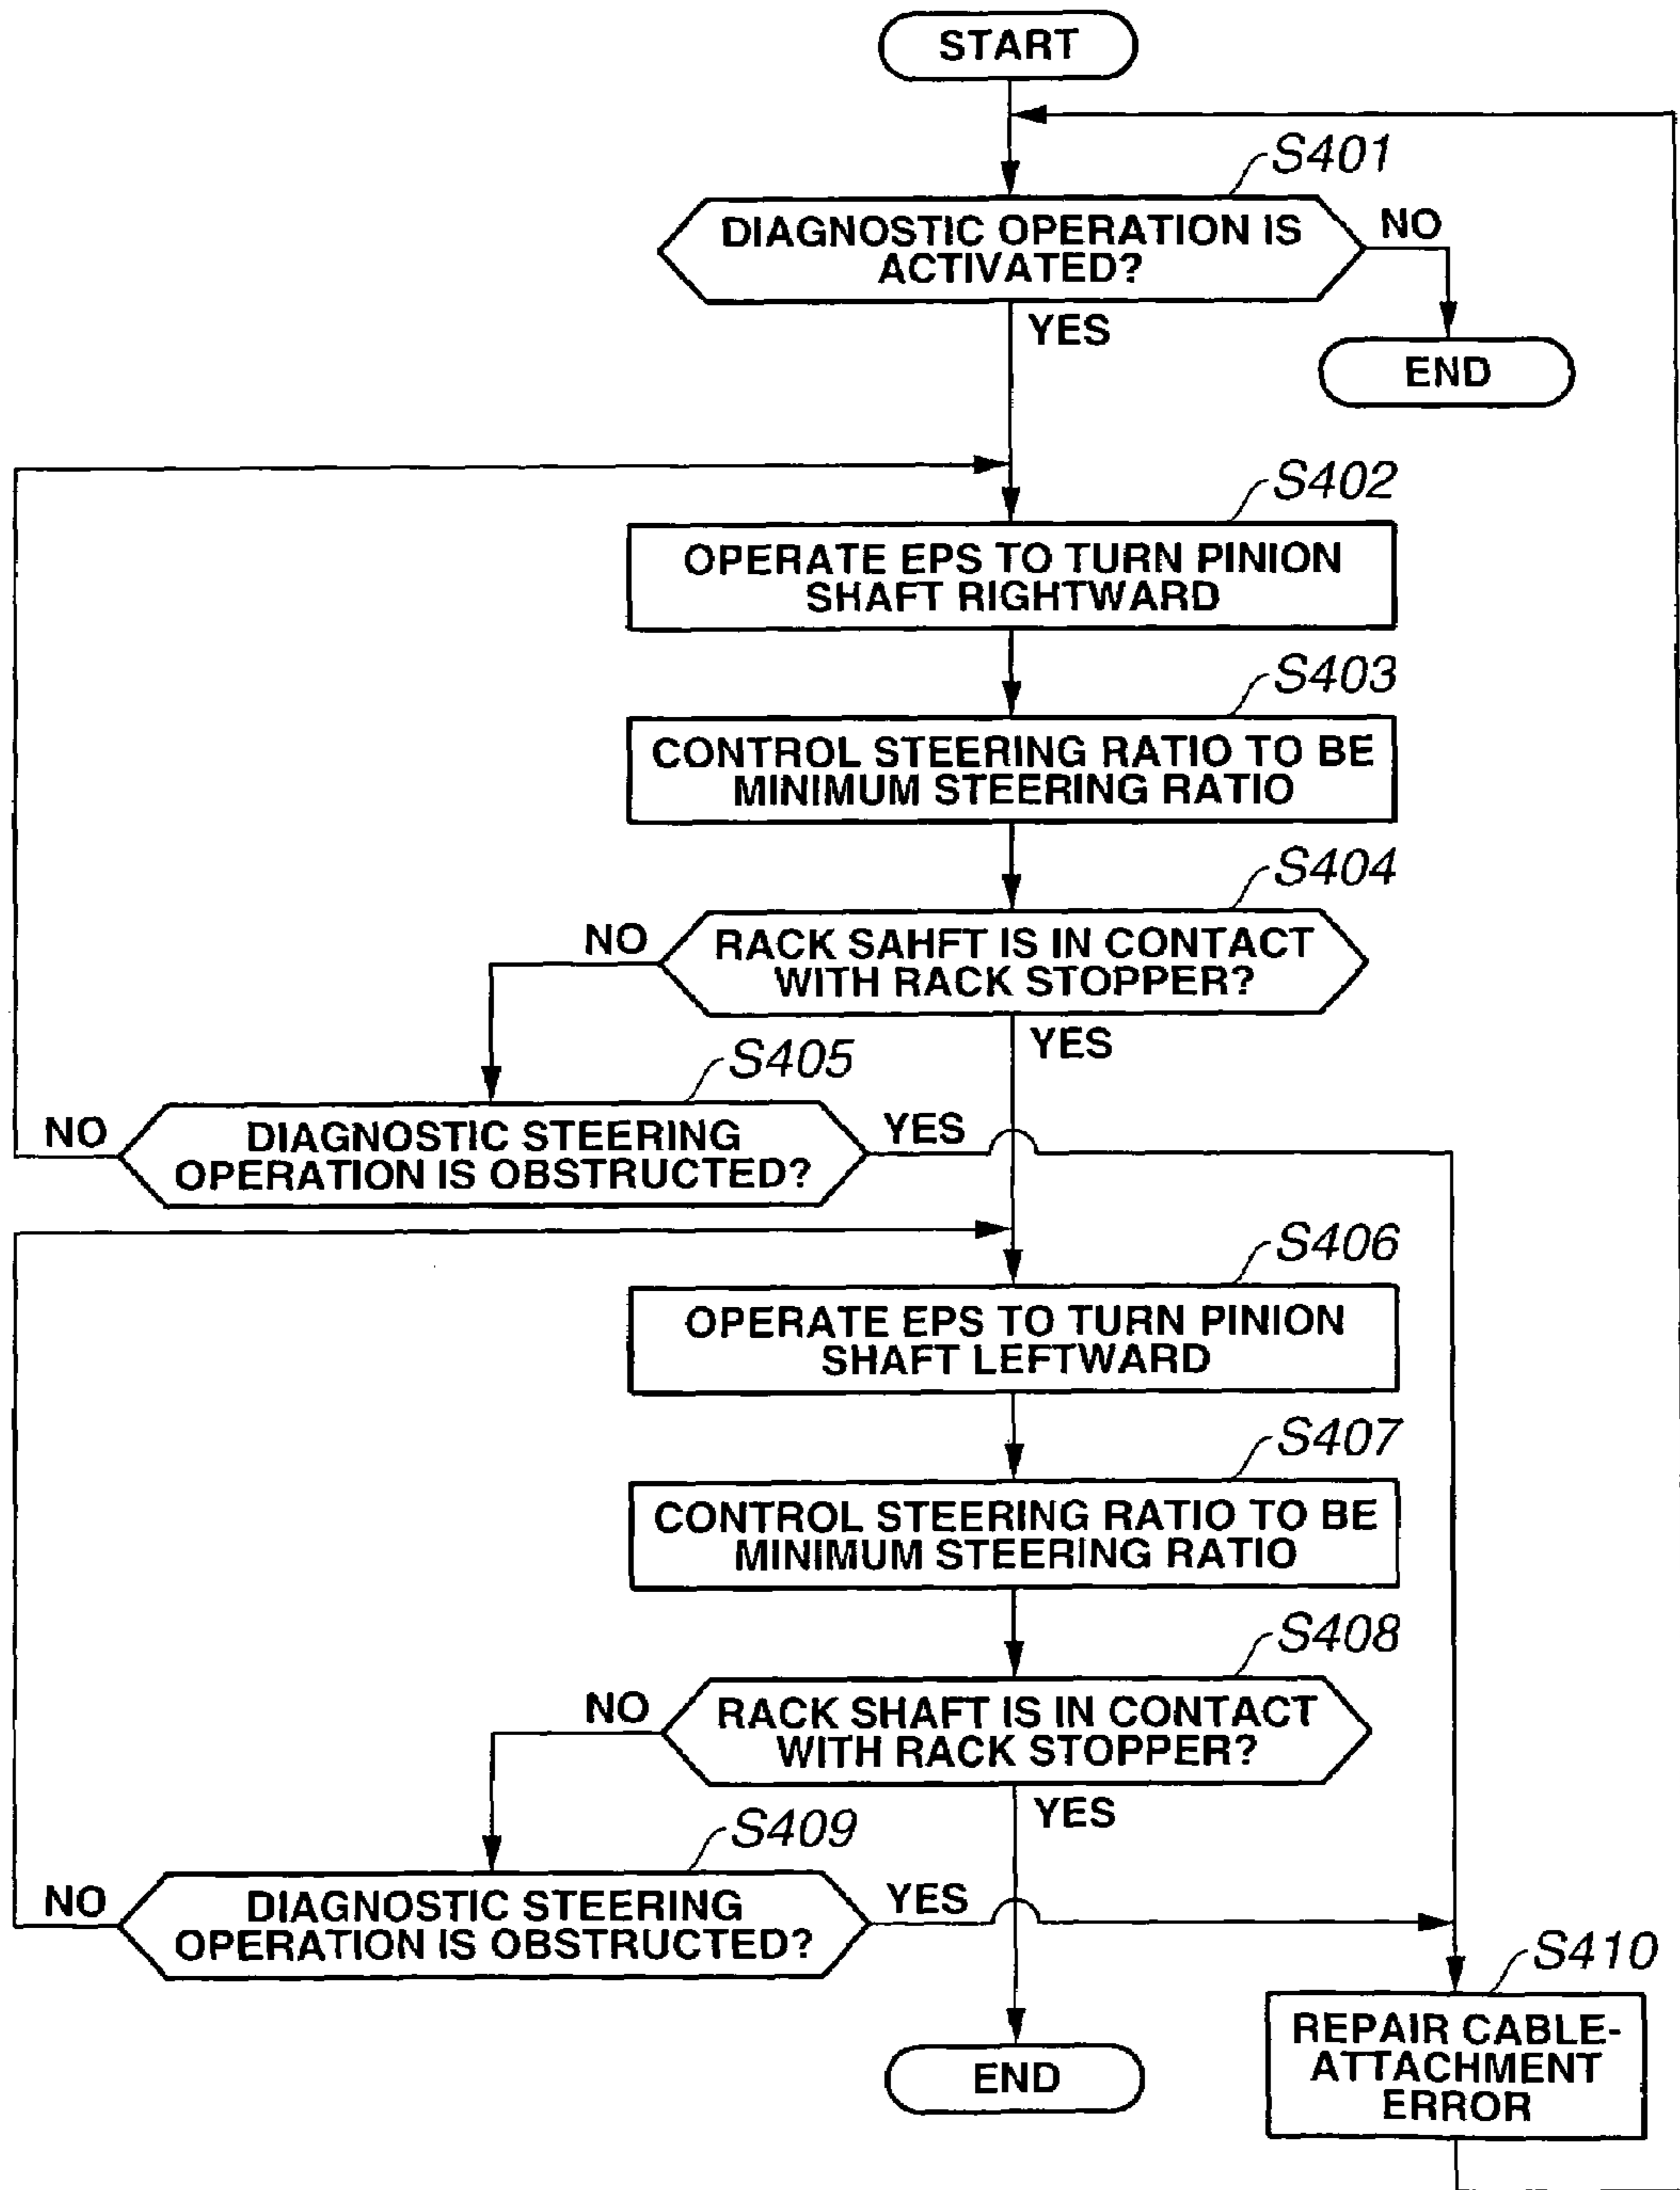 START
S401
DIAGNOSTIC OPERATION IS
ACTIVATED?
NO
YES
END
S402
OPERATE EPS TO TURN PINION
SHAFT RIGHTWARD
S403
CONTROL STEERING RATIO TO BE
MINIMUM STEERING RATIO
S404
NO
RACK SAHFT IS IN CONTACT
WITH RACK STOPPER?
YES
S405
NO
DIAGNOSTIC STEERING
OPERATION IS OBSTRUCTED?
YES
S406
OPERATE EPS TO TURN PINION
SHAFT LEFTWARD
S407
CONTROL STEERING RATIO TO BE
MINIMUM STEERING RATIO
S408
NO
RACK SHAFT IS IN CONTACT
WITH RACK STOPPER?
YES
S409
NO
DIAGNOSTIC STEERING
OPERATION IS OBSTRUCTED?
YES
S410
REPAIR CABLE-
ATTACHMENT
ERROR
END